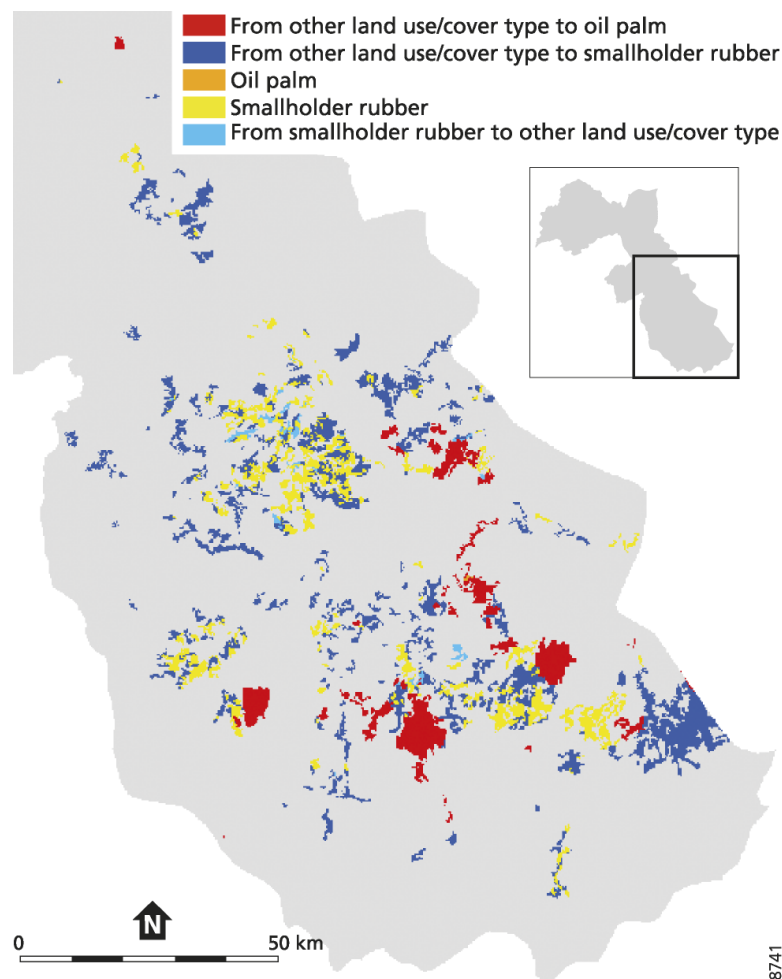 From other land use/cover type to oil palm
From other land use/cover type to smallholder rubber
Oil palm
Smallholder rubber
From smallholder rubber to other land use/cover type
N
0 50 km
8741